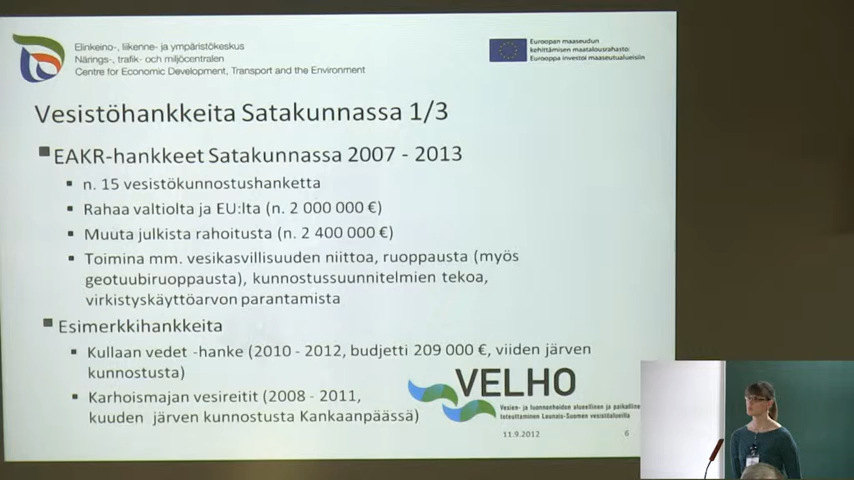 Elinkeino-, liikenne- ja ympäristökeskus
Närings-, trafik- och miljöcentralen
Centre for Economic Development, Transport and the Environment
Euroopan maaseudun
kehittämisen maatalousrahasto:
Eurooppa investoi maaseutualueisiin
Vesistöhankkeita Satakunnassa 1/3
EAKR-hankkeet Satakunnassa 2007 - 2013
n. 15 vesistökunnostushanketta
Rahaa valtiolta ja EU:lta (n. 2 000 000 €)
Muuta julkista rahoitusta (n. 2 400 000 €)
Toimina mm. vesikasvillisuuden niittoa, ruoppausta (myös
geotuubiruoppausta), kunnostussuunnitelmien tekoa,
virkistyskäyttöarvon parantamista
Esimerkkihankkeita
Kullaan vedet -hanke (2010 - 2012, budjetti 209 000 €, viiden järven
kunnostusta)
Karhoismajan vesireitit (2008 - 2011,
kuuden järven kunnostusta Kankaanpäässä)
VELHO
Vesien- ja luonnonhoidon alueellinen ja paikallinen
toteuttaminen Lounais-Suomen vesistöalueilla
11.9.2012 6